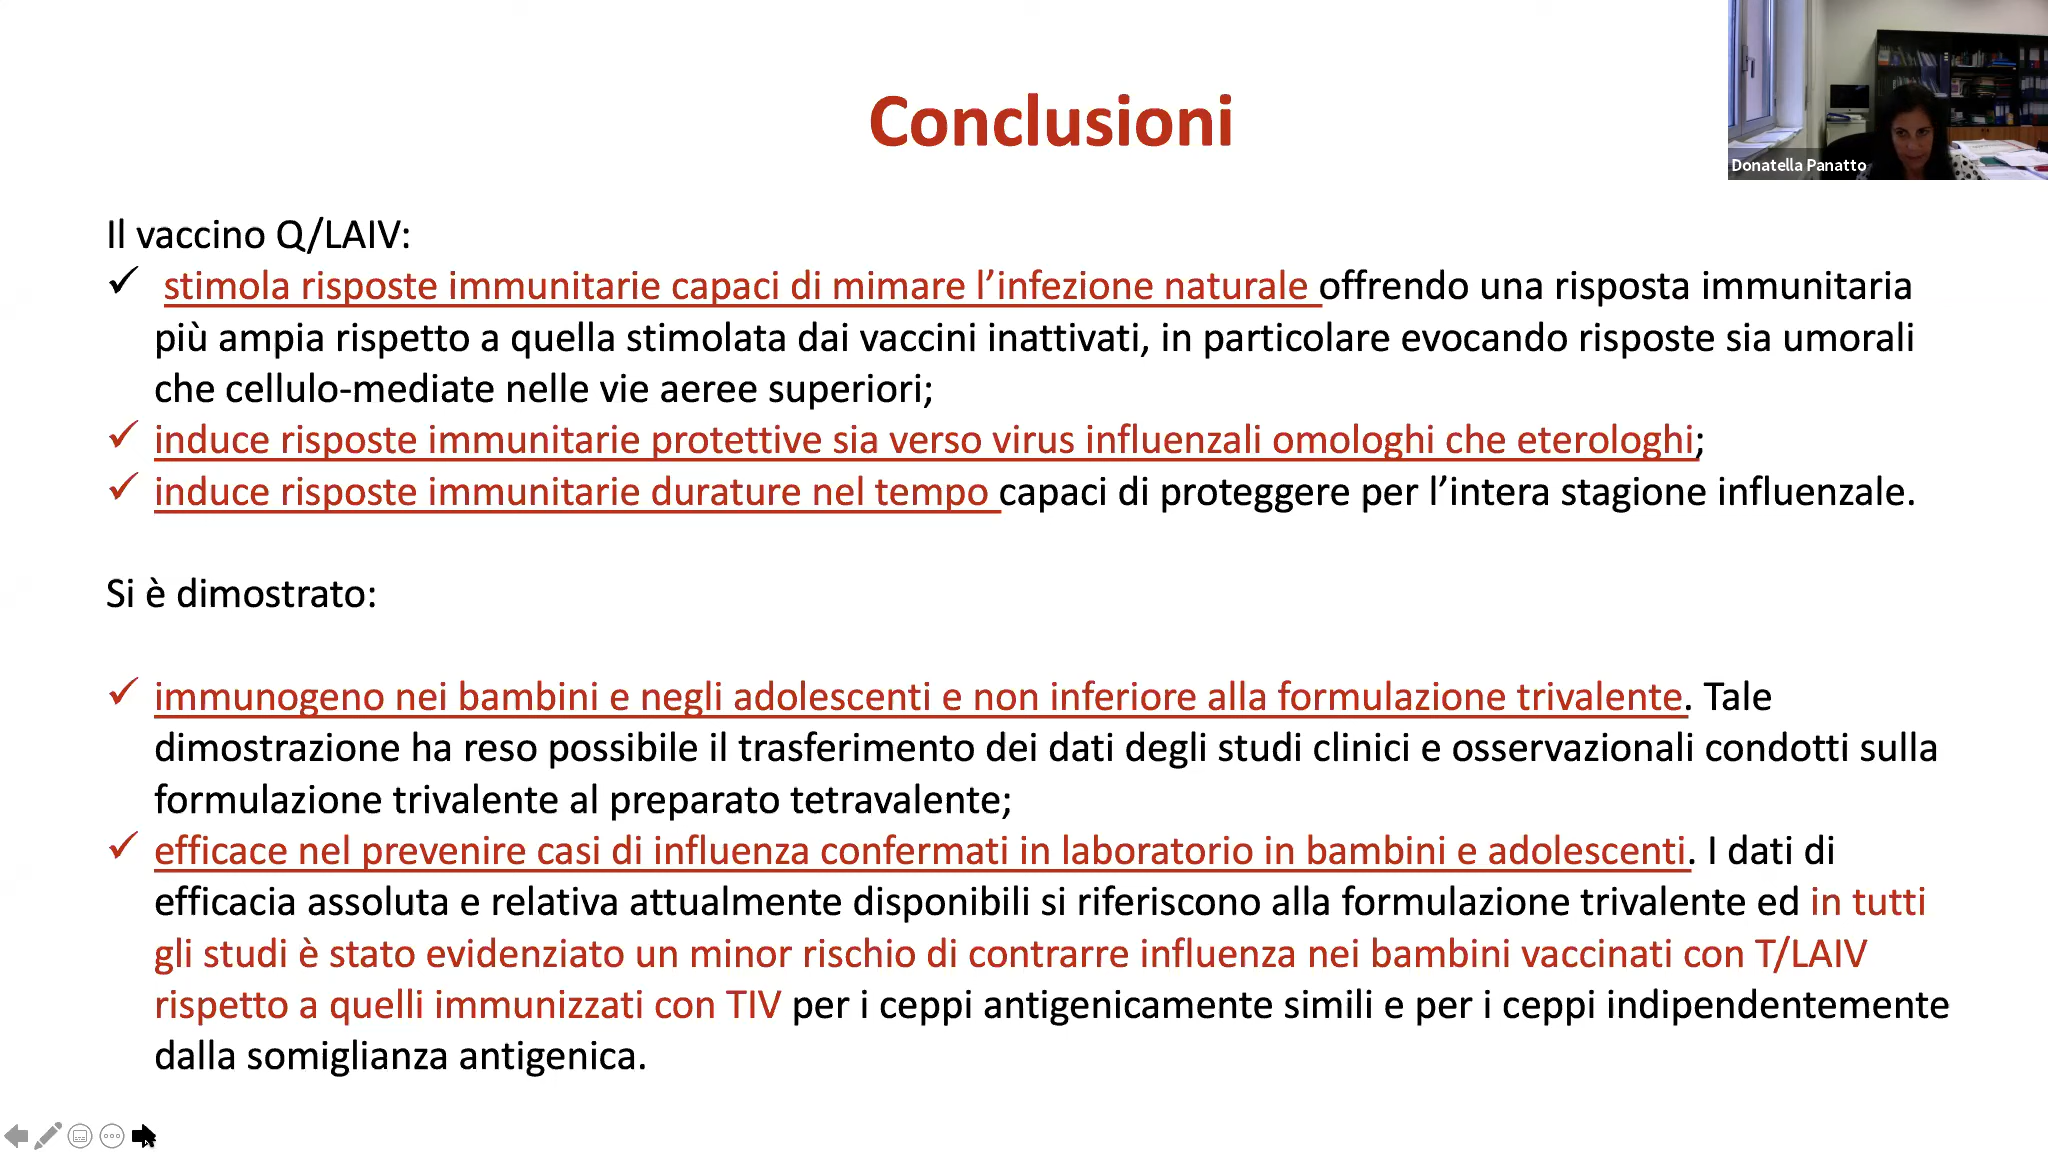 Conclusioni
Donatella Panatto
Il vaccino Q/LAIV:
✓ stimola risposte immunitarie capaci di mimare l’infezione naturale offrendo una risposta immunitaria
più ampia rispetto a quella stimolata dai vaccini inattivati, in particolare evocando risposte sia umorali
che cellulo-mediate nelle vie aeree superiori;
✓ induce risposte immunitarie protettive sia verso virus influenzali omologhi che eterologhi;
✓ induce risposte immunitarie durature nel tempo capaci di proteggere per l’intera stagione influenzale.
Si è dimostrato:
✓ immunogeno nei bambini e negli adolescenti e non inferiore alla formulazione trivalente. Tale
dimostrazione ha reso possibile il trasferimento dei dati degli studi clinici e osservazionali condotti sulla
formulazione trivalente al preparato tetravalente;
✓ efficace nel prevenire casi di influenza confermati in laboratorio in bambini e adolescenti. I dati di
efficacia assoluta e relativa attualmente disponibili si riferiscono alla formulazione trivalente ed in tutti
gli studi è stato evidenziato un minor rischio di contrarre influenza nei bambini vaccinati con T/LAIV
rispetto a quelli immunizzati con TIV per i ceppi antigenicamente simili e per i ceppi indipendentemente
dalla somiglianza antigenica.